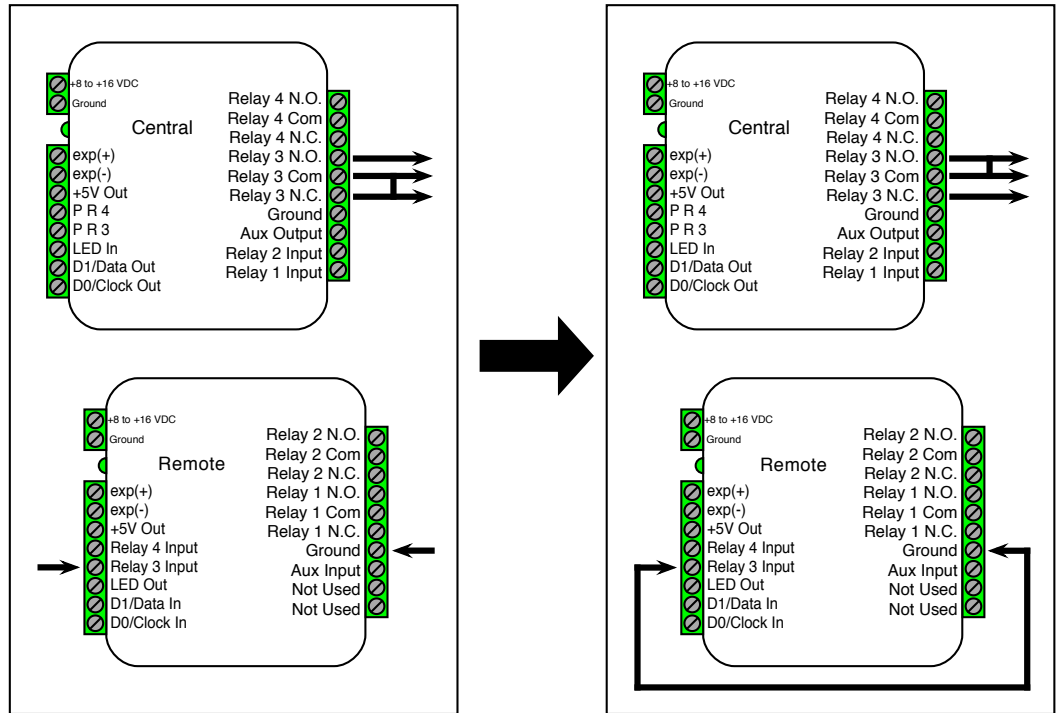 +8 to +16 VDC
Ground
Central
exp(+)
exp(-)
+5V Out
P R 4
P R 3
LED In
D1/Data Out
D0/Clock Out
Relay 4 N.O.
Relay 4 Com
Relay 4 N.C.
Relay 3 N.O.
Relay 3 Com
Relay 3 N.C.
Ground
Aux Output
Relay 2 Input
Relay 1 Input
+8 to +16 VDC
Ground
Remote
exp(+)
exp(-)
+5V Out
Relay 4 Input
Relay 3 Input
LED Out
D1/Data In
D0/Clock In
Relay 2 N.O.
Relay 2 Com
Relay 2 N.C.
Relay 1 N.O.
Relay 1 Com
Relay 1 N.C.
Ground
Aux Input
Not Used
Not Used
+8 to +16 VDC
Ground
Central
exp(+)
exp(-)
+5V Out
P R 4
P R 3
LED In
D1/Data Out
D0/Clock Out
Relay 4 N.O.
Relay 4 Com
Relay 4 N.C.
Relay 3 N.O.
Relay 3 Com
Relay 3 N.C.
Ground
Aux Output
Relay 2 Input
Relay 1 Input
+8 to +16 VDC
Ground
Remote
exp(+)
exp(-)
+5V Out
Relay 4 Input
Relay 3 Input
LED Out
D1/Data In
D0/Clock In
Relay 2 N.O.
Relay 2 Com
Relay 2 N.C.
Relay 1 N.O.
Relay 1 Com
Relay 1 N.C.
Ground
Aux Input
Not Used
Not Used